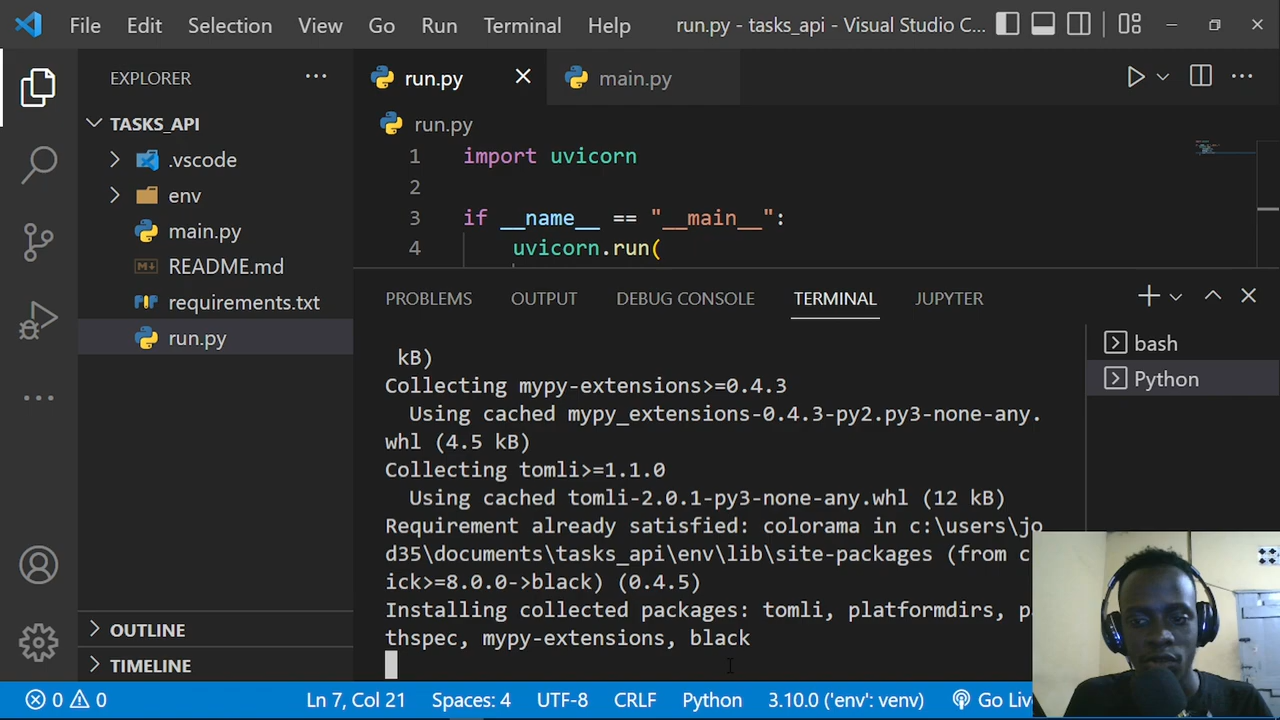 File Edit Selection View Go Run Terminal Help run.py - tasks_api - Visual Studio C...
EXPLORER
TASKS_API
.vscode
env
main.py
README.md
requirements.txt
run.py
OUTLINE
TIMELINE
run.py main.py
run.py
1 import uvicorn
2
3 if __name__ == "__main__":
4 uvicorn.run(
PROBLEMS OUTPUT DEBUG CONSOLE TERMINAL JUPYTER
kB)
Collecting mypy-extensions>=0.4.3
Using cached mypy_extensions-0.4.3-py2.py3-none-any.
whl (4.5 kB)
Collecting tomli>=1.1.0
Using cached tomli-2.0.1-py3-none-any.whl (12 kB)
Requirement already satisfied: colorama in c:\users\jo
d35\documents\tasks_api\env\lib\site-packages (from c
ick>=8.0.0->black) (0.4.5)
Installing collected packages: tomli, platformdirs, pa
thspec, mypy-extensions, black
bash
Python
0 0 Ln 7, Col 21 Spaces: 4 UTF-8 CRLF Python 3.10.0 ('env': venv) Go Liv